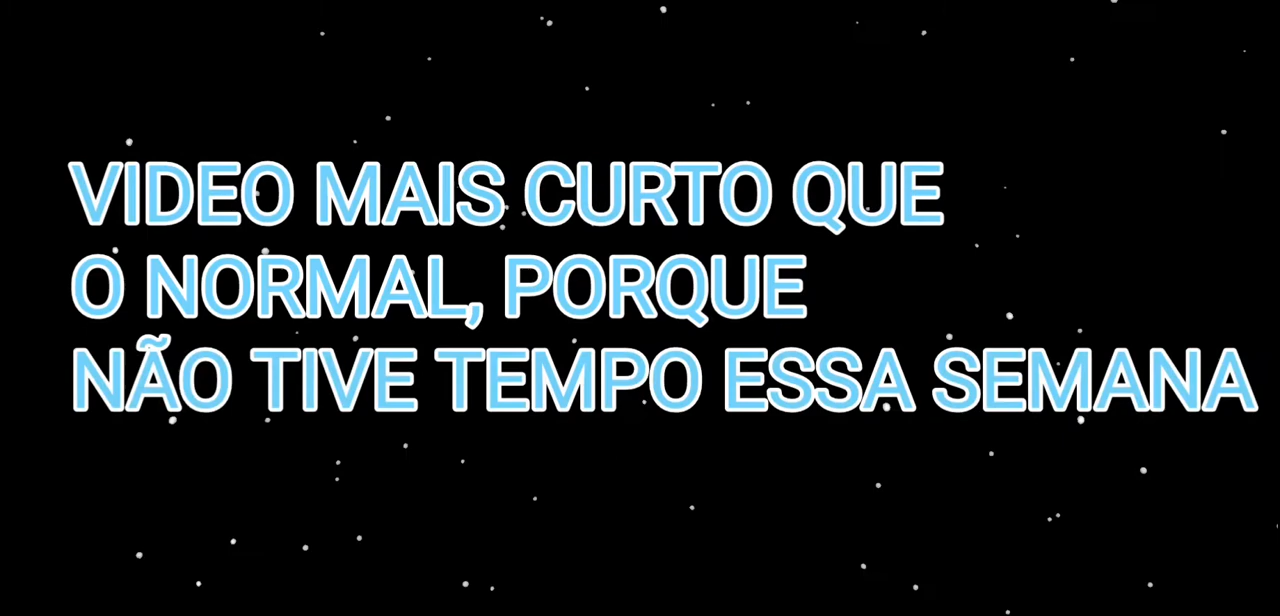 VIDEO MAIS CURTO QUE
O NORMAL, PORQUE
NÃO TIVE TEMPO ESSA SEMANA